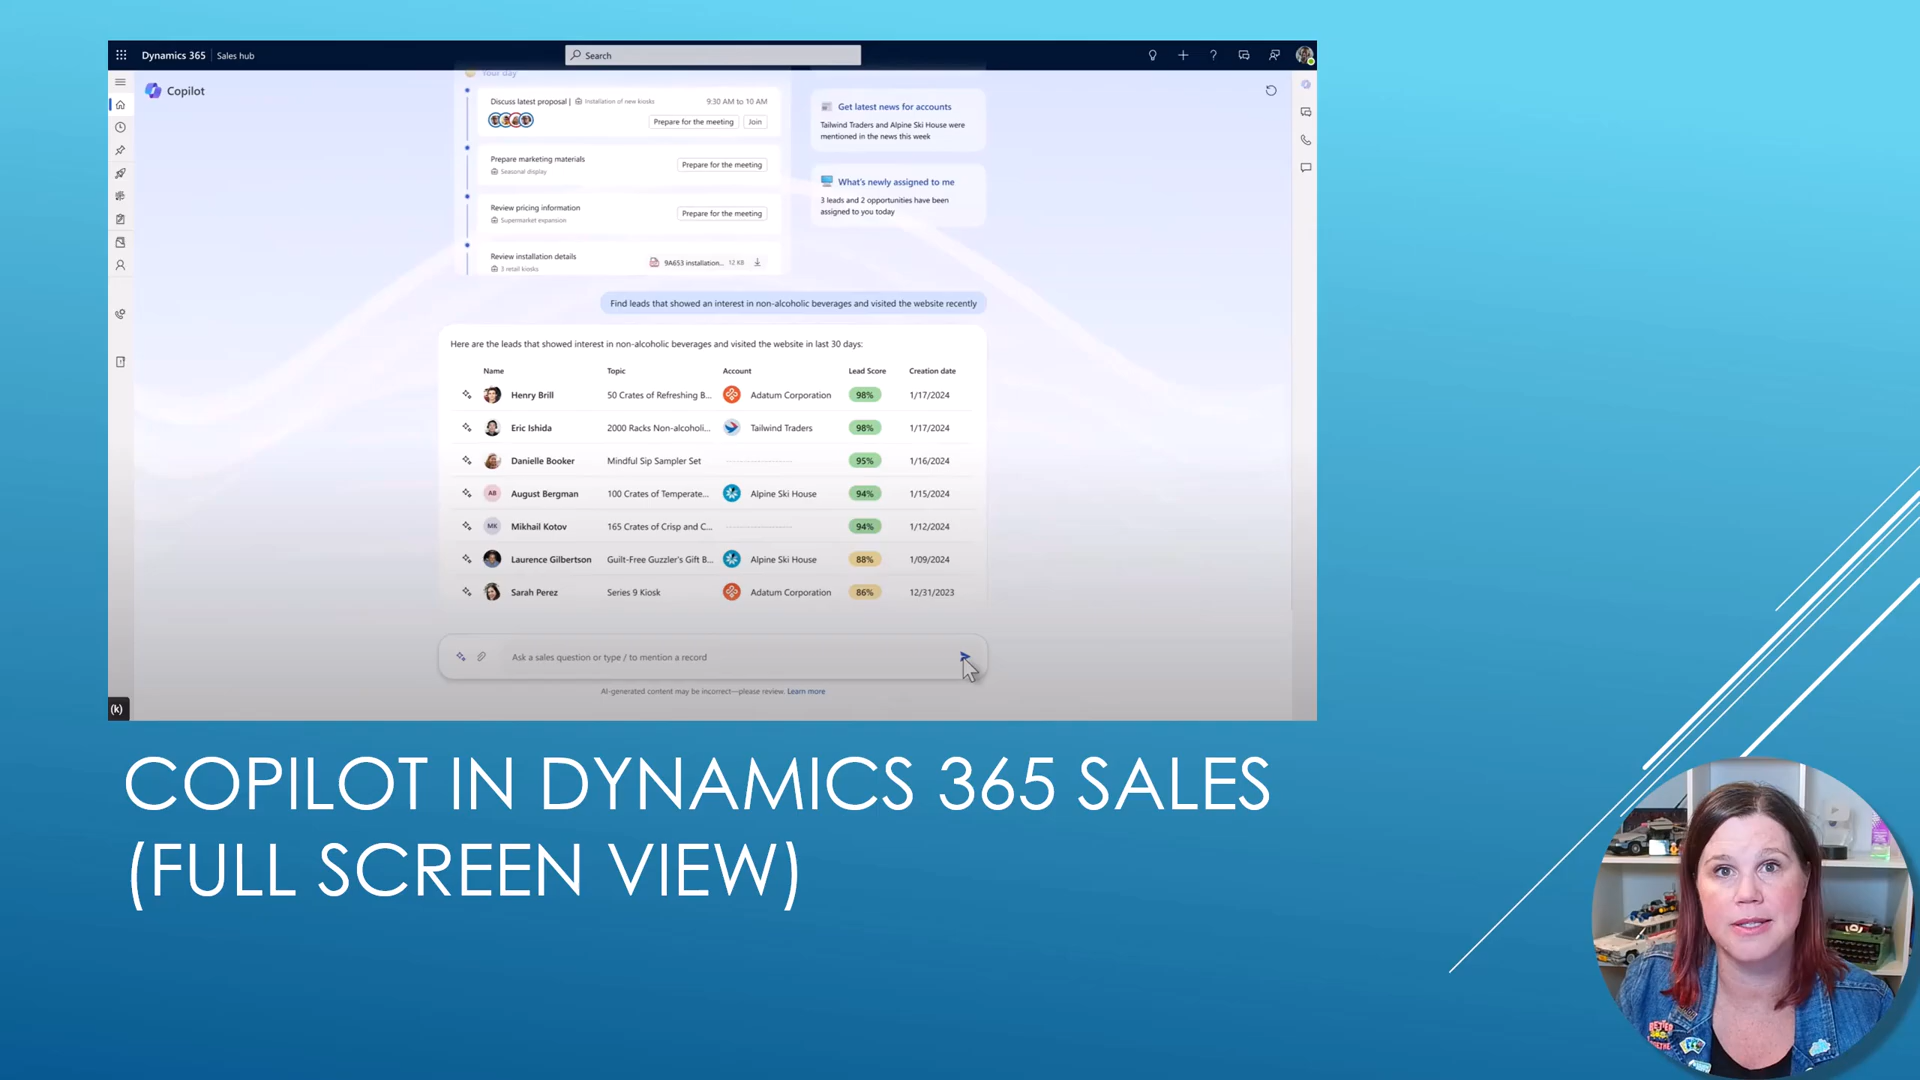 Dynamics 365 Sales hub
Search
Copilot
Your day
Discuss latest proposal | Installation of new kiosks 9:30 AM to 10 AM
Prepare for the meeting Join
Prepare marketing materials
Seasonal display
Prepare for the meeting
Review pricing information
Supermarket expansion
Prepare for the meeting
Review installation details
3 retail kiosks
9A653 installation... 12 KB
Get latest news for accounts
Tailwind Traders and Alpine Ski House were
mentioned in the news this week
What's newly assigned to me
3 leads and 2 opportunities have been
assigned to you today
Find leads that showed an interest in non-alcoholic beverages and visited the website recently
Here are the leads that showed interest in non-alcoholic beverages and visited the website in last 30 days:
Name Topic Account Lead Score Creation date
Henry Brill 50 Crates of Refreshing B... Adatum Corporation 98% 1/17/2024
Eric Ishida 2000 Racks Non-alcoholi... Tailwind Traders 98% 1/17/2024
Danielle Booker Mindful Sip Sampler Set 95% 1/16/2024
AB August Bergman 100 Crates of Temperate... Alpine Ski House 94% 1/15/2024
MK Mikhail Kotov 165 Crates of Crisp and C... 94% 1/12/2024
Laurence Gilbertson Guilt-Free Guzzler's Gift B... Alpine Ski House 88% 1/09/2024
Sarah Perez Series 9 Kiosk Adatum Corporation 86% 12/31/2023
Ask a sales question or type / to mention a record
AI-generated content may be incorrect—please review. Learn more
(k)
COPILOT IN DYNAMICS 365 SALES
(FULL SCREEN VIEW)